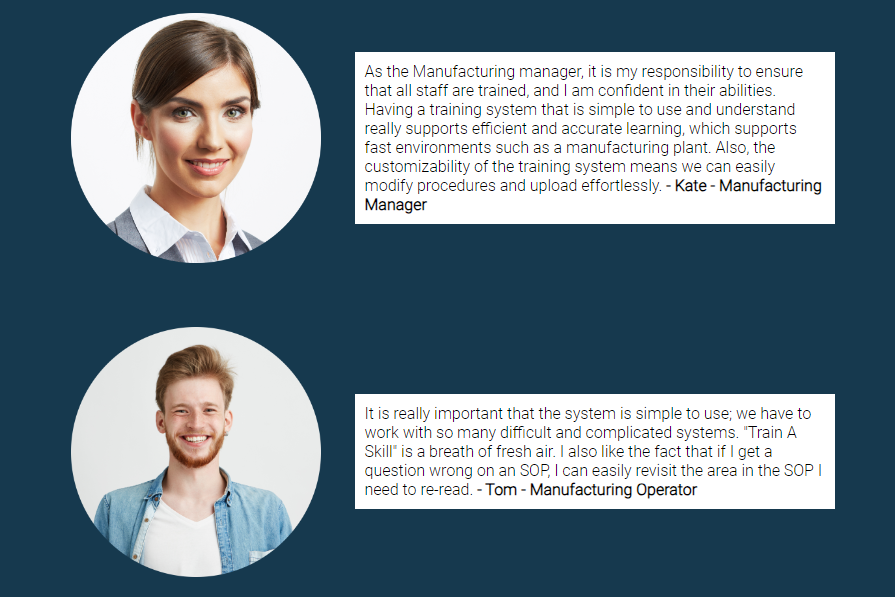 As the Manufacturing manager, it is my responsibility to ensure
that all staff are trained, and I am confident in their abilities.
Having a training system that is simple to use and understand
really supports efficient and accurate learning, which supports
fast environments such as a manufacturing plant. Also, the
customizability of the training system means we can easily
modify procedures and upload effortlessly. - Kate - Manufacturing
Manager
It is really important that the system is simple to use; we have to
work with so many difficult and complicated systems. "Train A
Skill" is a breath of fresh air. I also like the fact that if I get a
question wrong on an SOP, I can easily revisit the area in the SOP I
need to re-read. - Tom - Manufacturing Operator